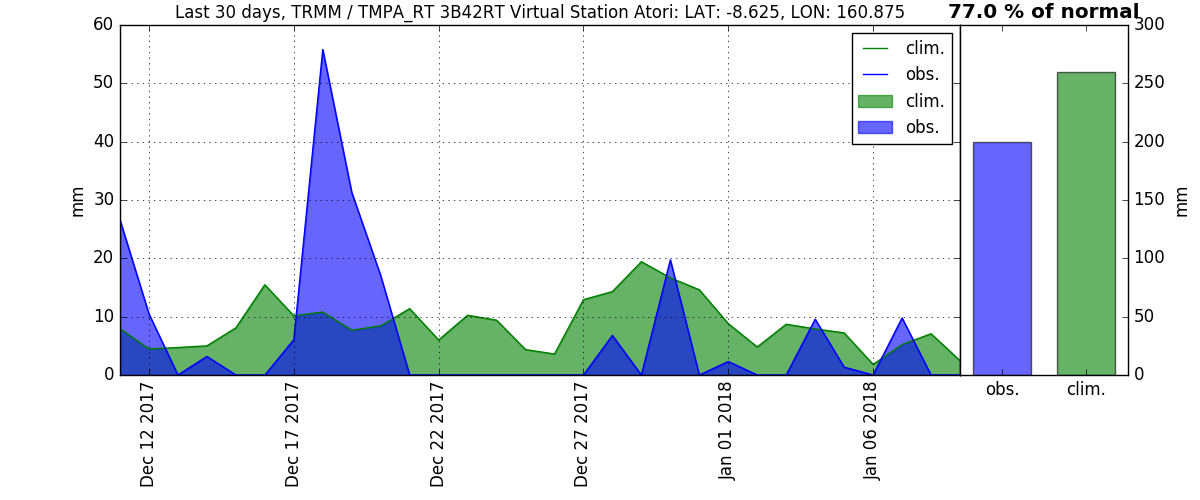 Last 30 days, TRMM / TMPA_RT 3B42RT Virtual Station Atori: LAT: -8.625, LON: 160.875
77.0 % of normal
60
50
40
30
20
10
0
mm
clim.
obs.
clim.
obs.
Dec 12 2017
Dec 17 2017
Dec 22 2017
Dec 27 2017
Jan 01 2018
Jan 06 2018
300
250
200
150
100
50
0
mm
obs.
clim.